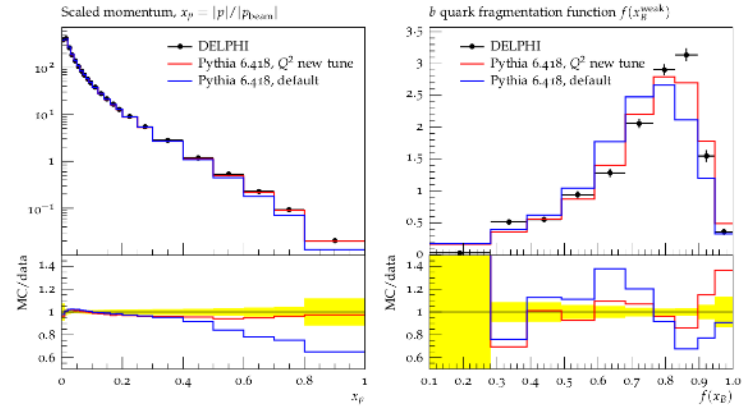 Scaled momentum, xₚ = |p|/|p_beam|
DELPHI
Pythia 6.418, Q² new tune
Pythia 6.418, default
10²
10¹
1
10⁻¹
1.4
1.2
1
0.8
0.6
MC/data
0 0.2 0.4 0.6 0.8 1
xₚ
b quark fragmentation function f(x_B^weak)
DELPHI
Pythia 6.418, Q² new tune
Pythia 6.418, default
3.5
3
2.5
2
1.5
1
0.5
0
1.4
1.2
1
0.8
0.6
MC/data
0.1 0.2 0.3 0.4 0.5 0.6 0.7 0.8 0.9 1.0
f(x_B)